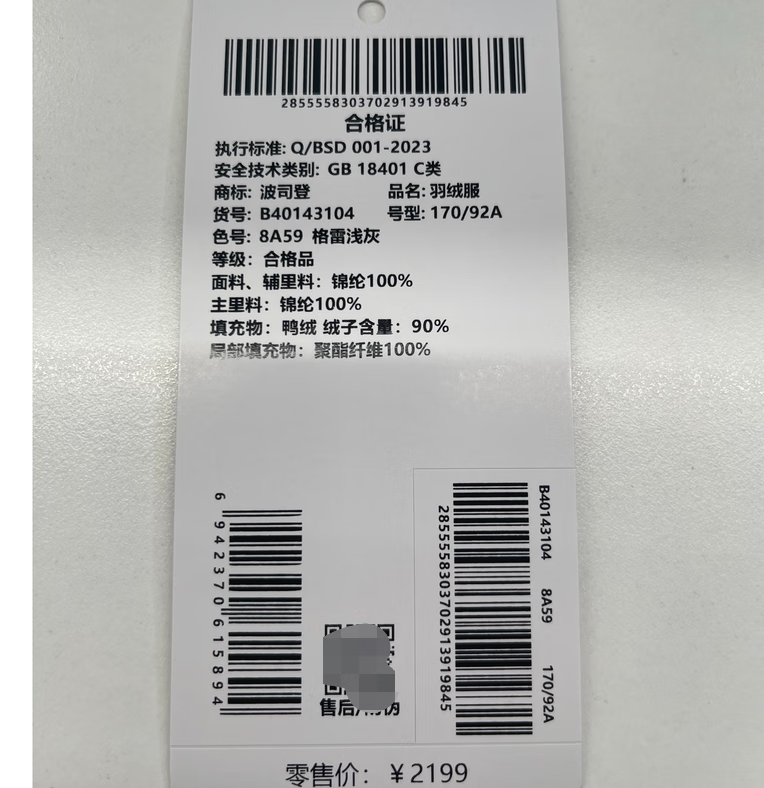 2855558303702913919845
合格证
执行标准: Q/BSD 001-2023
安全技术类别: GB 18401 C类
商标: 波司登 品名: 羽绒服
货号: B40143104 号型: 170/92A
色号: 8A59 格雷浅灰
等级: 合格品
面料、辅里料: 锦纶100%
主里料: 锦纶100%
填充物: 鸭绒 绒子含量: 90%
局部填充物: 聚酯纤维100%
6942370615894
售后/
2855558303702913919845
B40143104 8A59 170/92A
零售价: ￥2199